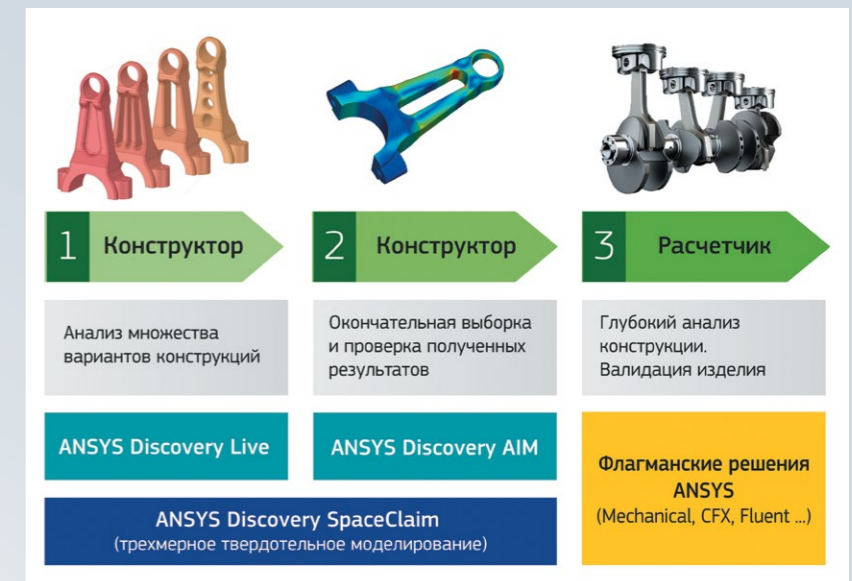 1 Конструктор
2 Конструктор
3 Расчетчик
Анализ множества
вариантов конструкций
Окончательная выборка
и проверка полученных
результатов
Глубокий анализ
конструкции.
Валидация изделия
ANSYS Discovery Live
ANSYS Discovery AIM
Флагманские решения
ANSYS
(Mechanical, CFX, Fluent ...)
ANSYS Discovery SpaceClaim
(трехмерное твердотельное моделирование)